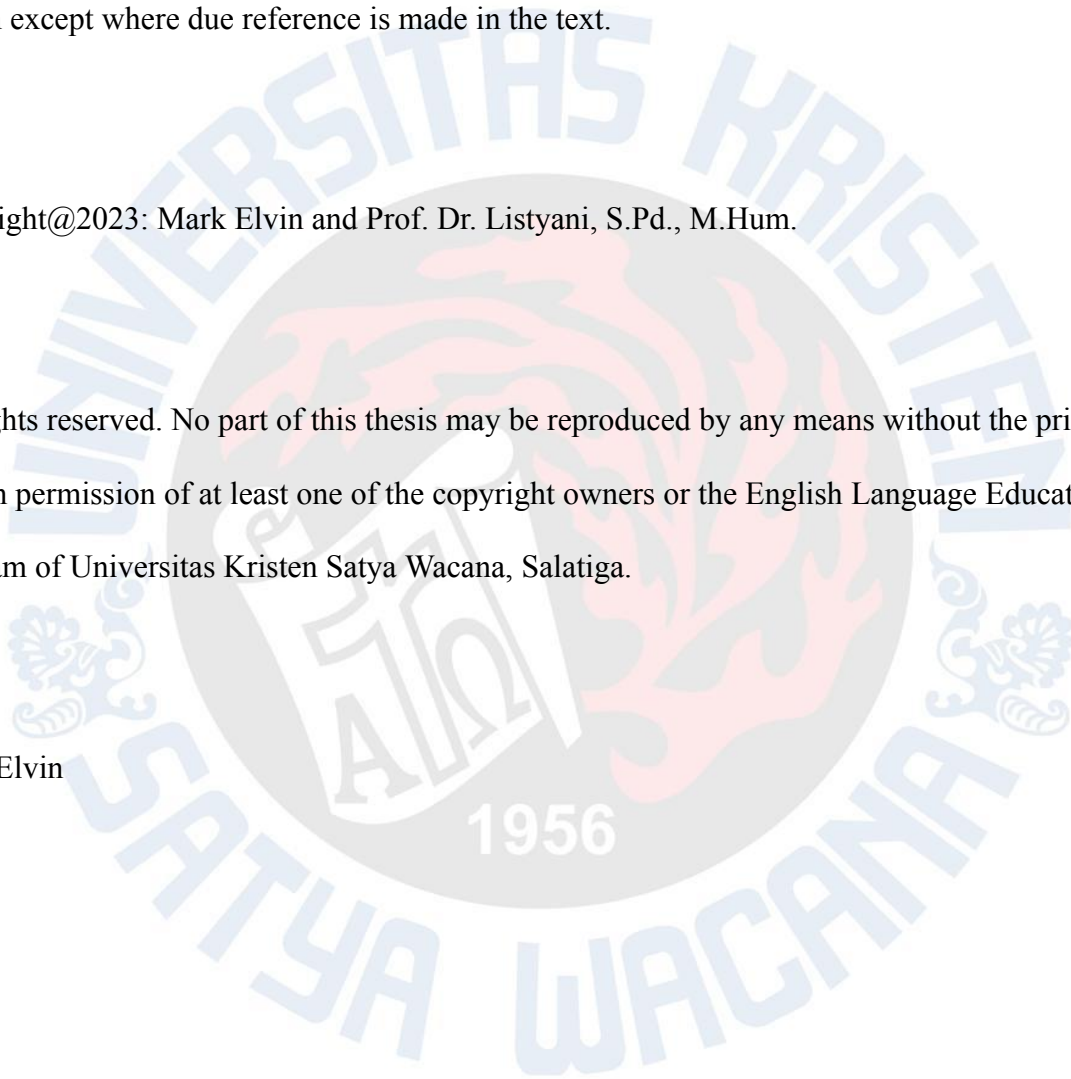 except where due reference is made in the text.
UNIVERSITAS KRISTEN
ight@2023: Mark Elvin and Prof. Dr. Listyani, S.Pd., M.Hum.
hts reserved. No part of this thesis may be reproduced by any means without the pri
n permission of at least one of the copyright owners or the English Language Educat
am of Universitas Kristen Satya Wacana, Salatiga.
Α Ω
Elvin
1956
SATYA WACANA